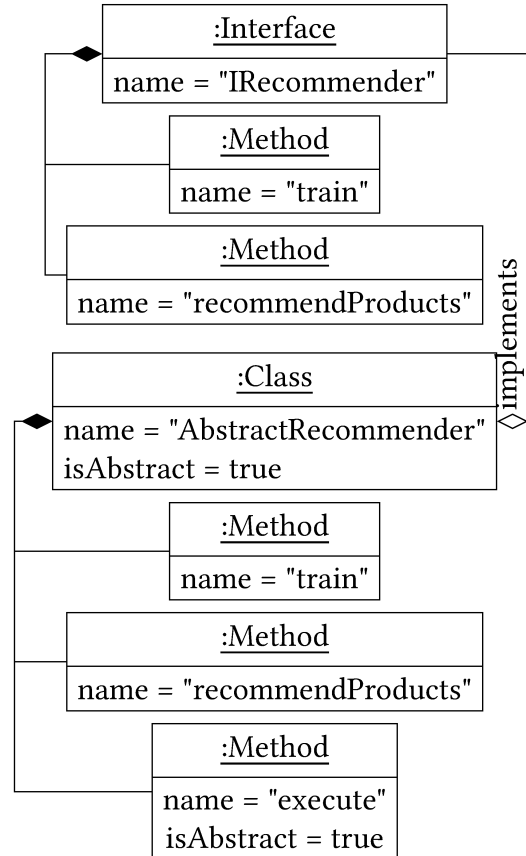 :Interface
name = "IRecommender"
:Method
name = "train"
:Method
name = "recommendProducts"
implements
:Class
name = "AbstractRecommender"
isAbstract = true
:Method
name = "train"
:Method
name = "recommendProducts"
:Method
name = "execute"
isAbstract = true